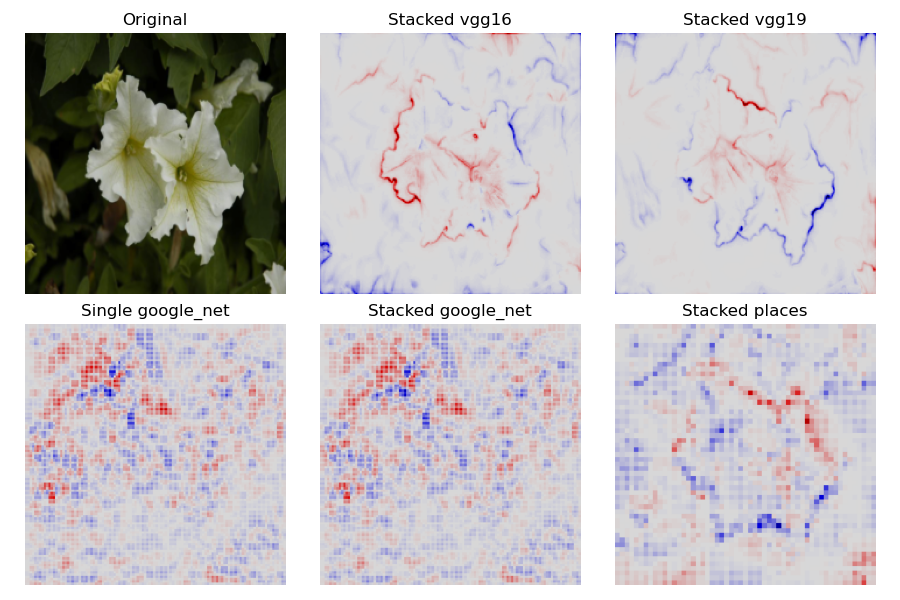 Original
Stacked vgg16
Stacked vgg19
Single google_net
Stacked google_net
Stacked places